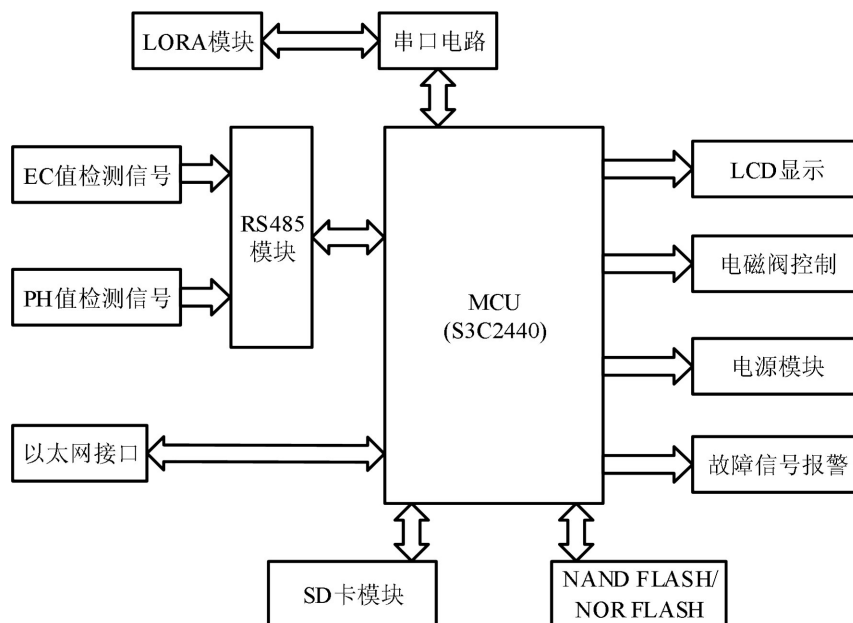 LORA模块
串口电路
EC值检测信号
PH值检测信号
RS485
模块
以太网接口
MCU
(S3C2440)
LCD显示
电磁阀控制
电源模块
故障信号报警
SD卡模块
NAND FLASH/
NOR FLASH